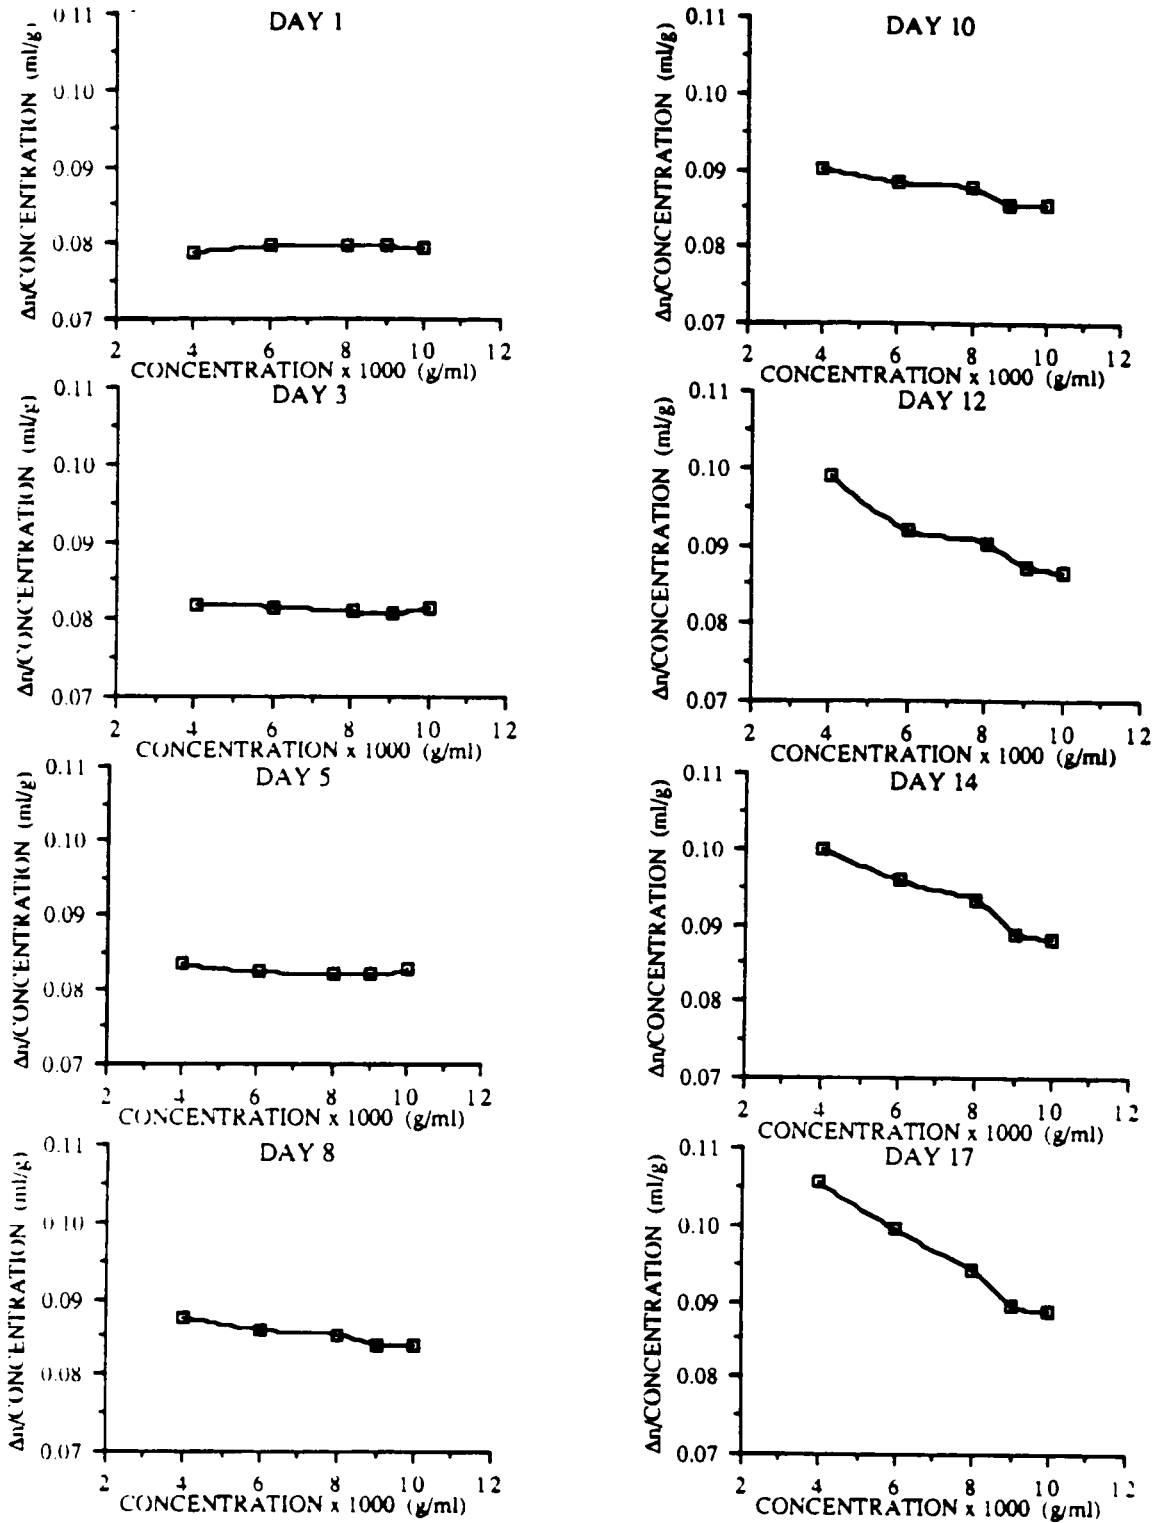 DAY 1
Δn/CONCENTRATION (ml/g)
0.11
0.10
0.09
0.08
0.07
2 4 6 8 10 12
CONCENTRATION x 1000 (g/ml)
DAY 3
Δn/CONCENTRATION (ml/g)
0.11
0.10
0.09
0.08
0.07
2 4 6 8 10 12
CONCENTRATION x 1000 (g/ml)
DAY 5
Δn/CONCENTRATION (ml/g)
0.11
0.10
0.09
0.08
0.07
2 4 6 8 10 12
CONCENTRATION x 1000 (g/ml)
DAY 8
Δn/CONCENTRATION (ml/g)
0.11
0.10
0.09
0.08
0.07
2 4 6 8 10 12
CONCENTRATION x 1000 (g/ml)
DAY 10
Δn/CONCENTRATION (ml/g)
0.11
0.10
0.09
0.08
0.07
2 4 6 8 10 12
CONCENTRATION x 1000 (g/ml)
DAY 12
Δn/CONCENTRATION (ml/g)
0.11
0.10
0.09
0.08
0.07
2 4 6 8 10 12
CONCENTRATION x 1000 (g/ml)
DAY 14
Δn/CONCENTRATION (ml/g)
0.11
0.10
0.09
0.08
0.07
2 4 6 8 10 12
CONCENTRATION x 1000 (g/ml)
DAY 17
Δn/CONCENTRATION (ml/g)
0.11
0.10
0.09
0.08
0.07
2 4 6 8 10 12
CONCENTRATION x 1000 (g/ml)